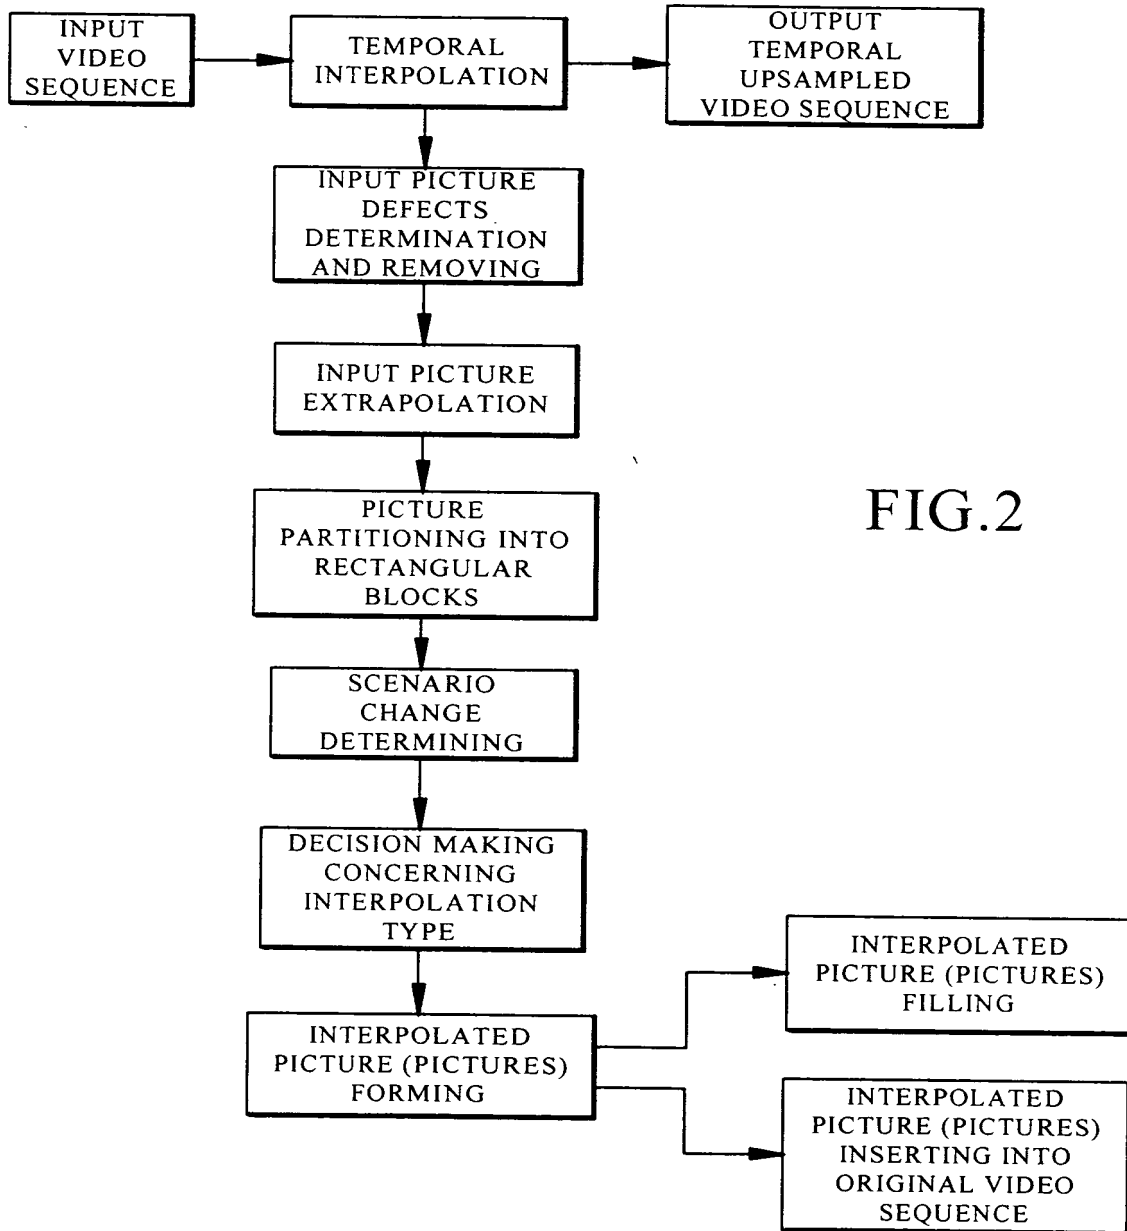 INPUT
VIDEO
SEQUENCE
TEMPORAL
INTERPOLATION
OUTPUT
TEMPORAL
UPSAMPLED
VIDEO SEQUENCE
INPUT PICTURE
DEFECTS
DETERMINATION
AND REMOVING
INPUT PICTURE
EXTRAPOLATION
PICTURE
PARTITIONING INTO
RECTANGULAR
BLOCKS
FIG.2
SCENARIO
CHANGE
DETERMINING
DECISION MAKING
CONCERNING
INTERPOLATION
TYPE
INTERPOLATED
PICTURE (PICTURES)
FORMING
INTERPOLATED
PICTURE (PICTURES)
FILLING
INTERPOLATED
PICTURE (PICTURES)
INSERTING INTO
ORIGINAL VIDEO
SEQUENCE